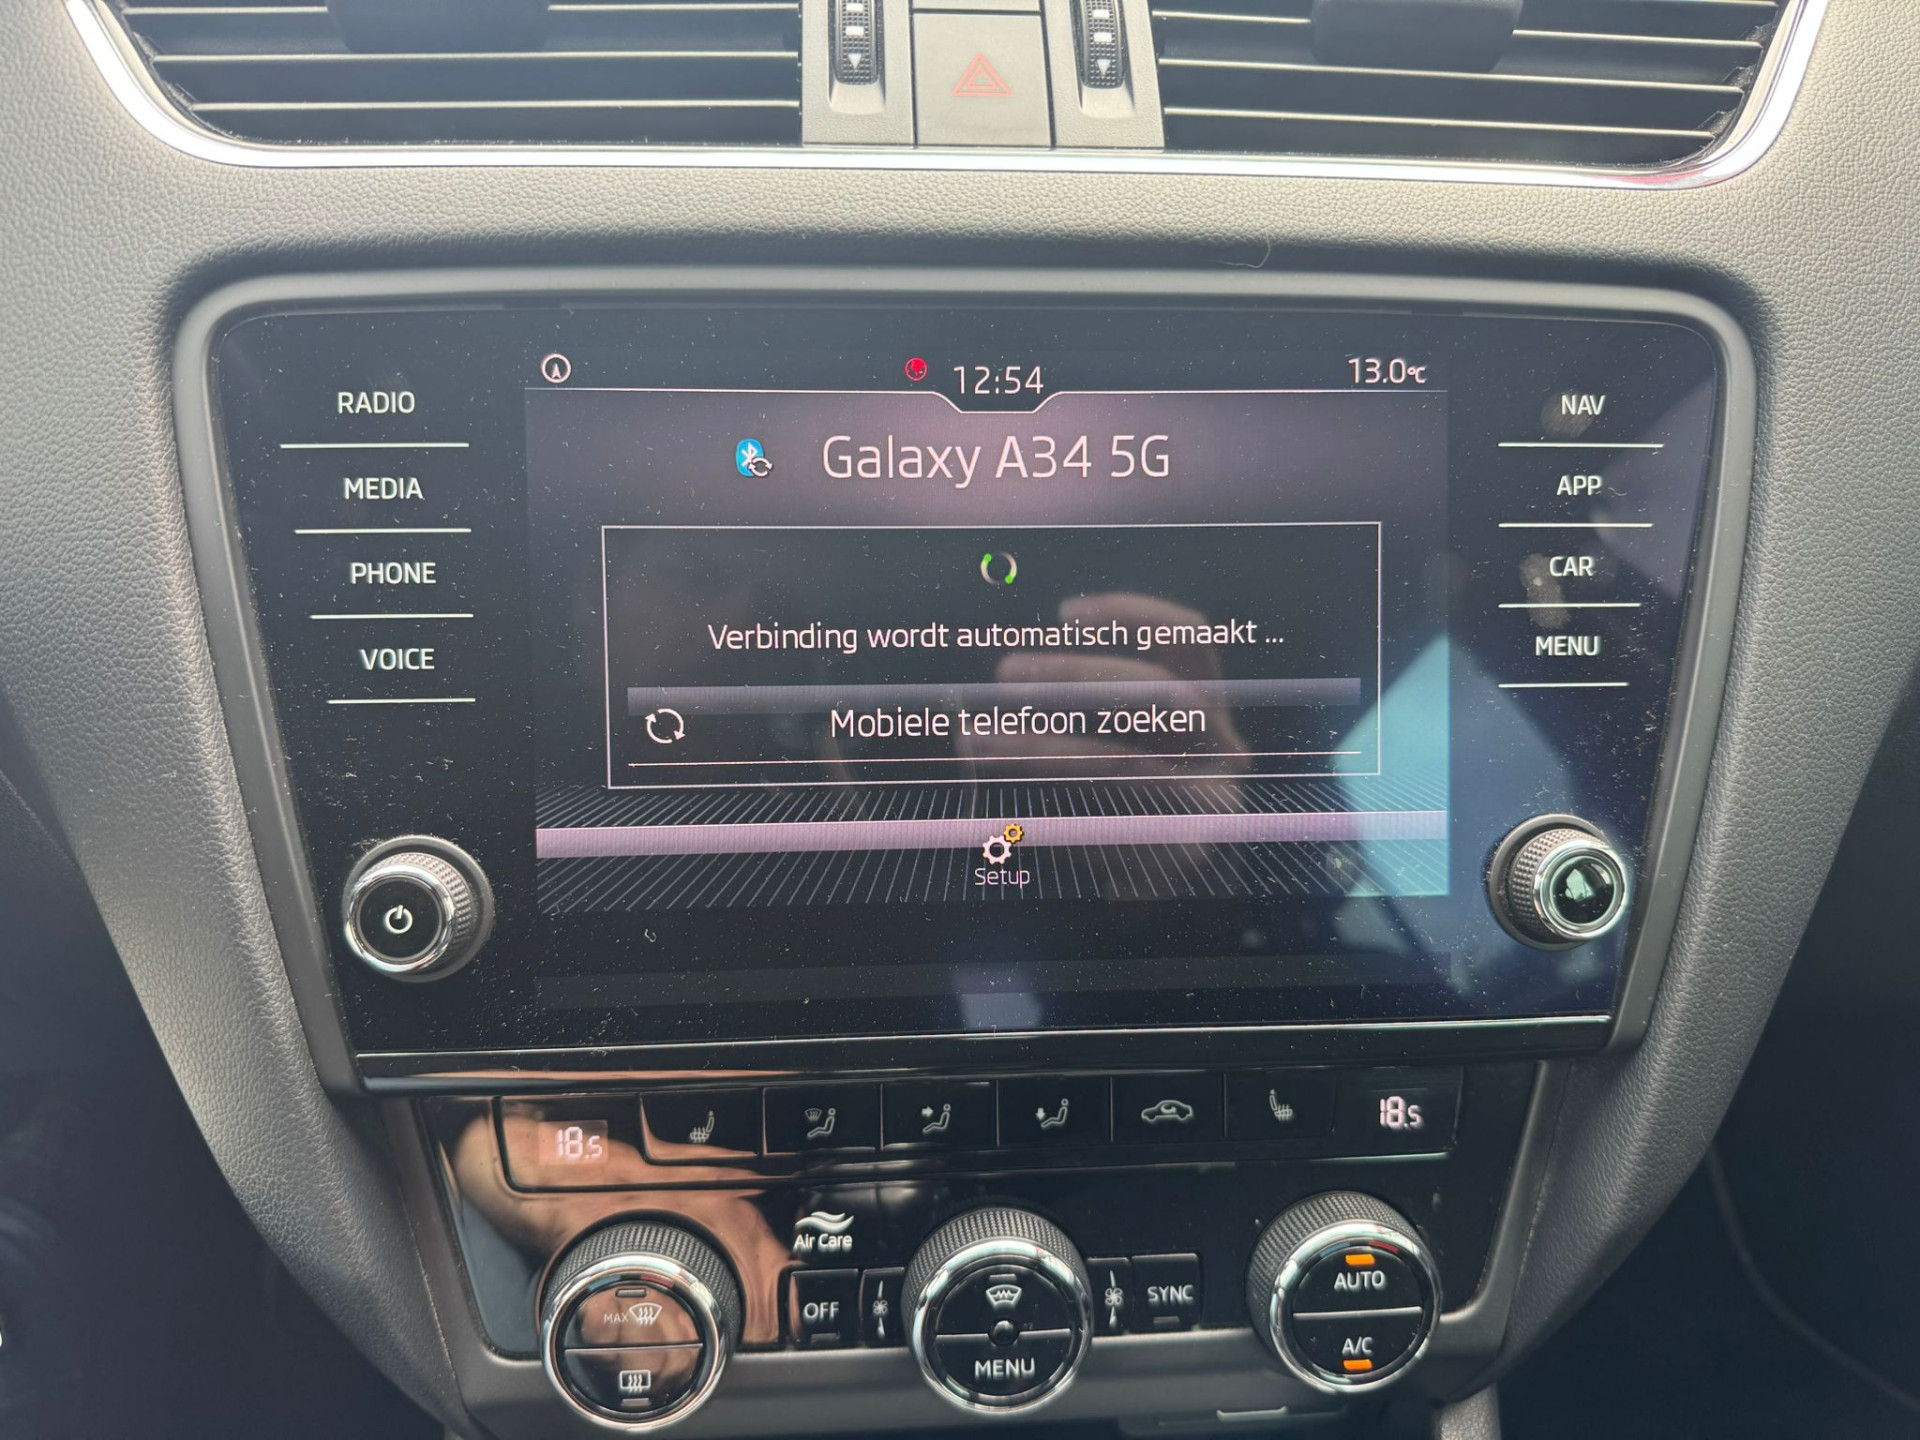 12:54
13.0°C
RADIO
MEDIA
PHONE
VOICE
Galaxy A34 5G
Verbinding wordt automatisch gemaakt ...
Mobiele telefoon zoeken
Setup
NAV
APP
CAR
MENU
18.5
18.5
Air Care
MAX
OFF
MENU
SYNC
AUTO
A/C